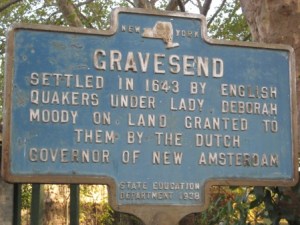 NEW YORK
GRAVESEND
SETTLED IN 1643 BY ENGLISH
QUAKERS UNDER LADY DEBORAH
MOODY ON LAND GRANTED TO
THEM BY THE DUTCH
GOVERNOR OF NEW AMSTERDAM
STATE EDUCATION
DEPARTMENT 1938